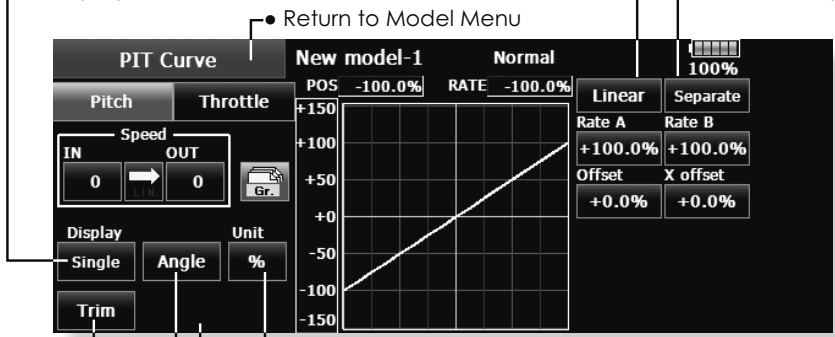 ● Return to Model Menu
PIT Curve
New model-1
Normal
100%
Pitch
Throttle
POS -100.0% RATE -100.0%
Linear
Separate
Speed
IN
OUT
0
LIN.
0
Gr.
+150
+100
+50
+0
-50
-100
-150
Rate A
Rate B
+100.0%
+100.0%
Offset
X offset
+0.0%
+0.0%
Display
Unit
Single
Angle
%
Trim